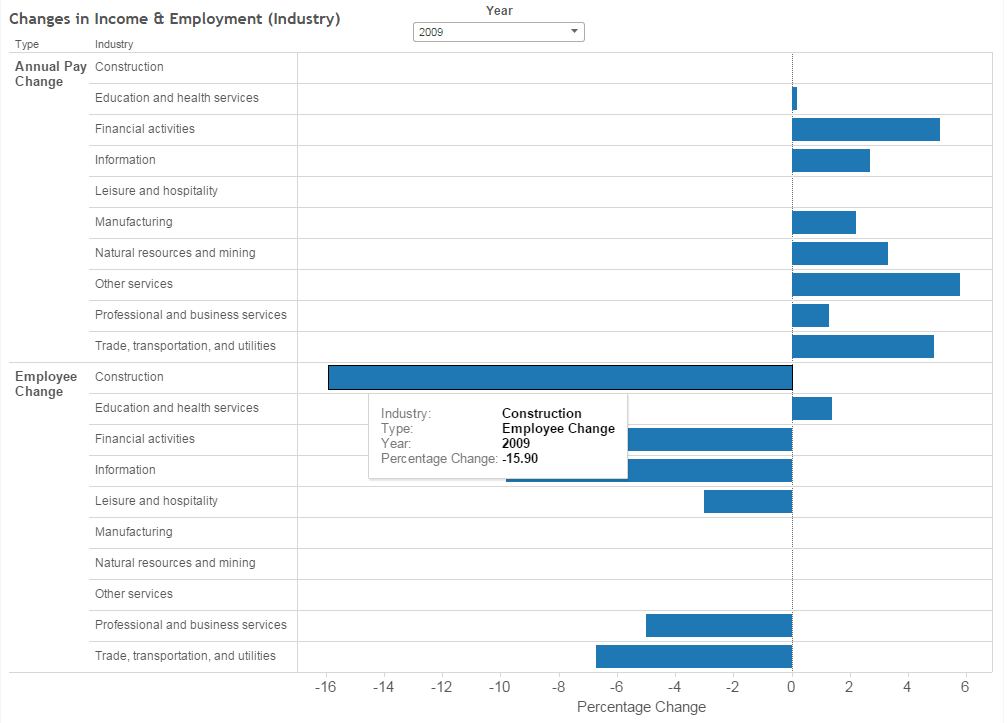 Changes in Income & Employment (Industry)
Year
2009
Type Industry
Annual Pay Change
Construction
Education and health services
Financial activities
Information
Leisure and hospitality
Manufacturing
Natural resources and mining
Other services
Professional and business services
Trade, transportation, and utilities
Employee Change
Construction
Education and health services
Financial activities
Information
Leisure and hospitality
Manufacturing
Natural resources and mining
Other services
Professional and business services
Trade, transportation, and utilities
Industry: Construction
Type: Employee Change
Year: 2009
Percentage Change: -15.90
-16 -14 -12 -10 -8 -6 -4 -2 0 2 4 6
Percentage Change